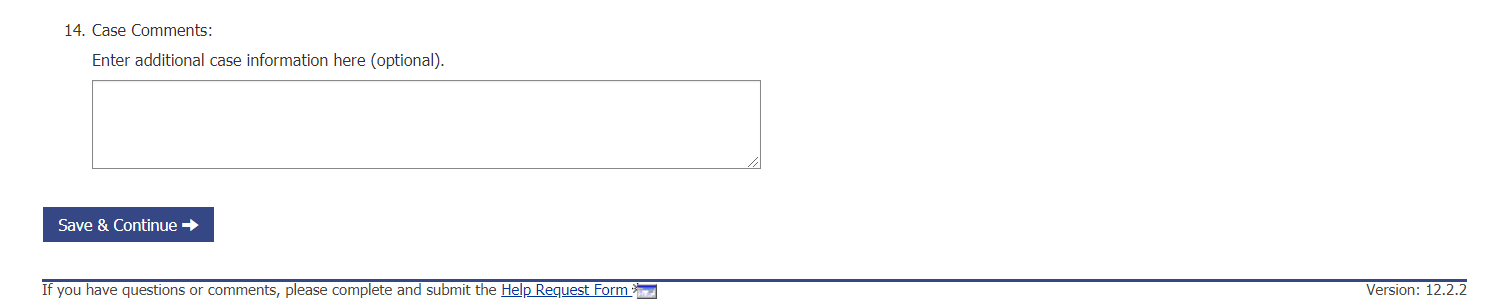 14. Case Comments:
Enter additional case information here (optional).
Save & Continue
If you have questions or comments, please complete and submit the Help Request Form
Version: 12.2.2